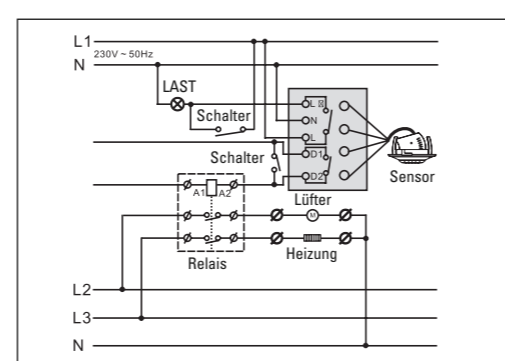 L1
230V ~ 50Hz
N
LAST
Schalter
L
N
L
Schalter
D1
D2
Sensor
A1 A2
Lüfter
M
Relais
Heizung
L2
L3
N